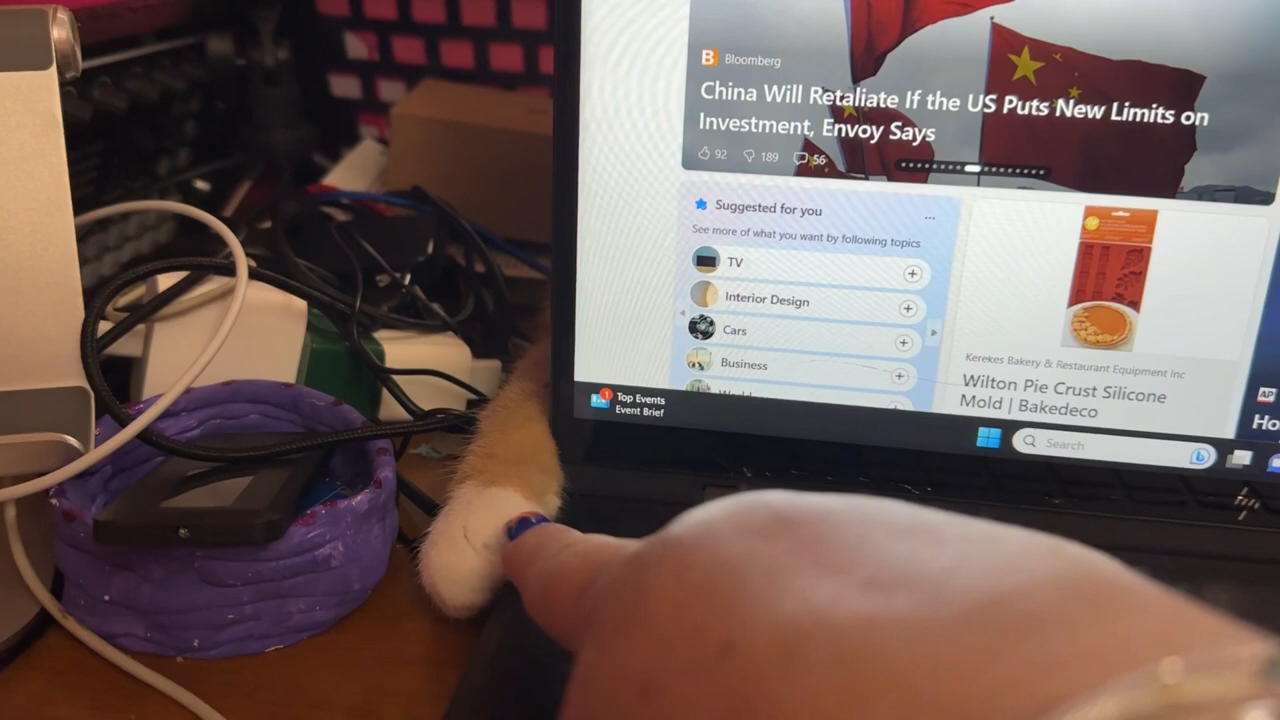 Bloomberg
China Will Retaliate If the US Puts New Limits on
Investment, Envoy Says
92 189 56
Suggested for you
...
See more of what you want by following topics
TV
Interior Design
Cars
Business
Kerekes Bakery & Restaurant Equipment Inc
Wilton Pie Crust Silicone
Mold | Bakedeco
AP
Ho
1
Top Events
Event Brief
Search